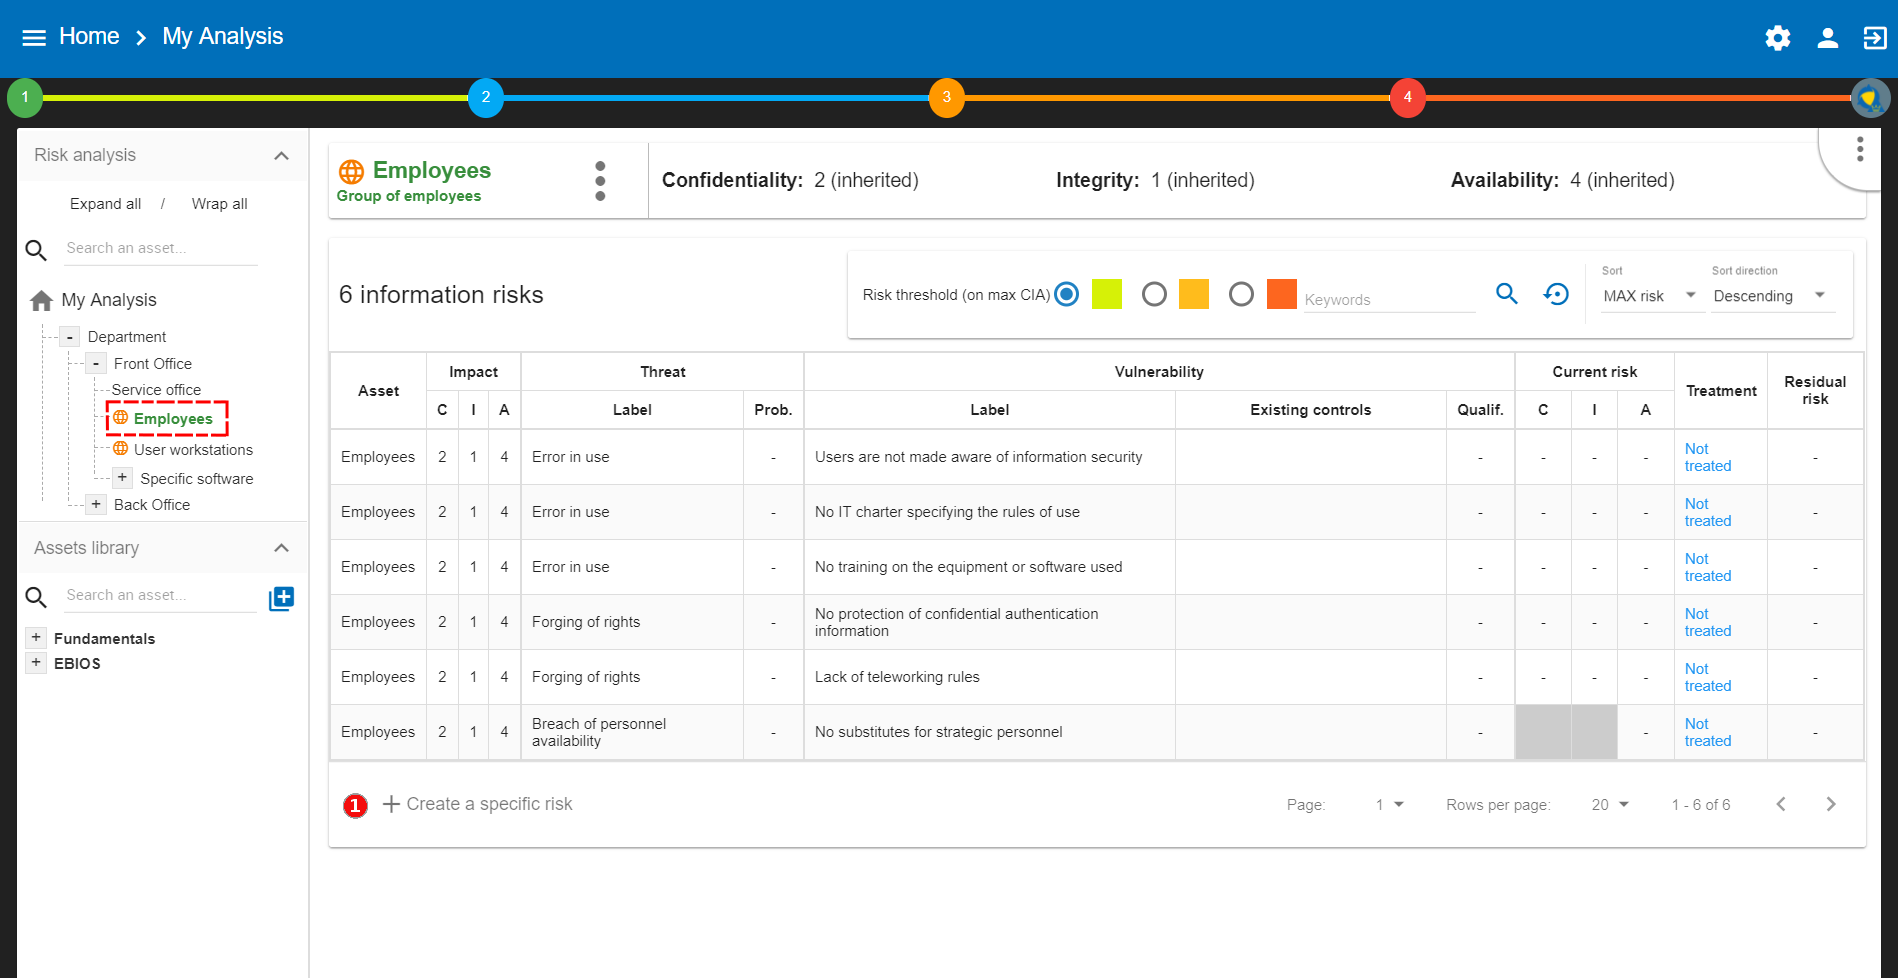 Home > My Analysis
1 2 3 4
Risk analysis
Expand all / Wrap all
Search an asset...
My Analysis
- Department
- Front Office
Service office
Employees
User workstations
+ Specific software
+ Back Office
Assets library
Search an asset...
+ Fundamentals
+ EBIOS
Employees
Group of employees
Confidentiality: 2 (inherited) Integrity: 1 (inherited) Availability: 4 (inherited)
6 information risks
Risk threshold (on max CIA) Keywords
Sort Sort direction
MAX risk Descending
Asset Impact Threat Vulnerability Current risk Treatment Residual risk
C I A Label Prob. Label Existing controls Qualif. C I A
Employees 2 1 4 Error in use - Users are not made aware of information security - - - - Not treated -
Employees 2 1 4 Error in use - No IT charter specifying the rules of use - - - - Not treated -
Employees 2 1 4 Error in use - No training on the equipment or software used - - - - Not treated -
Employees 2 1 4 Forging of rights - No protection of confidential authentication information - - - - Not treated -
Employees 2 1 4 Forging of rights - Lack of teleworking rules - - - - Not treated -
Employees 2 1 4 Breach of personnel availability - No substitutes for strategic personnel - - Not treated -
1 + Create a specific risk
Page: 1 Rows per page: 20 1 - 6 of 6